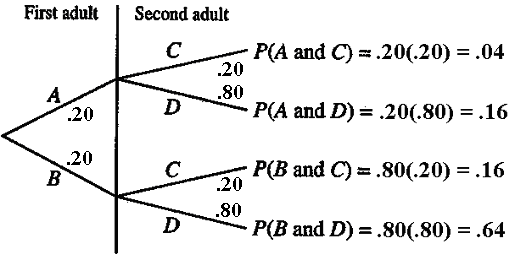 First adult Second adult
C P(A and C) = .20(.20) = .04
.20
A .80
.20 D P(A and D) = .20(.80) = .16
.20 C P(B and C) = .80(.20) = .16
B .20
.80
D P(B and D) = .80(.80) = .64